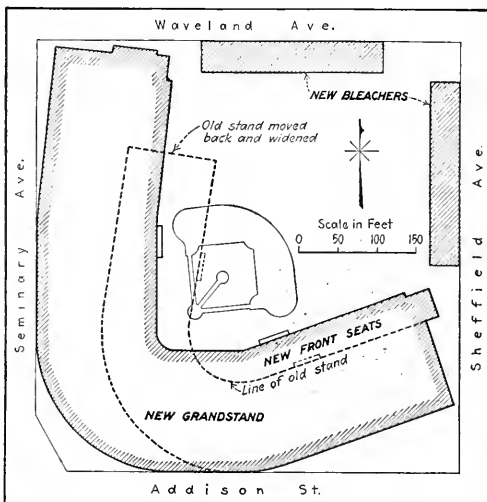 Waveland Ave.
NEW BLEACHERS
Old stand moved
back and widened
Seminary Ave.
Sheffield Ave.
Scale in Feet
0 50 100 150
NEW FRONT SEATS
Line of old stand
NEW GRANDSTAND
Addison St.